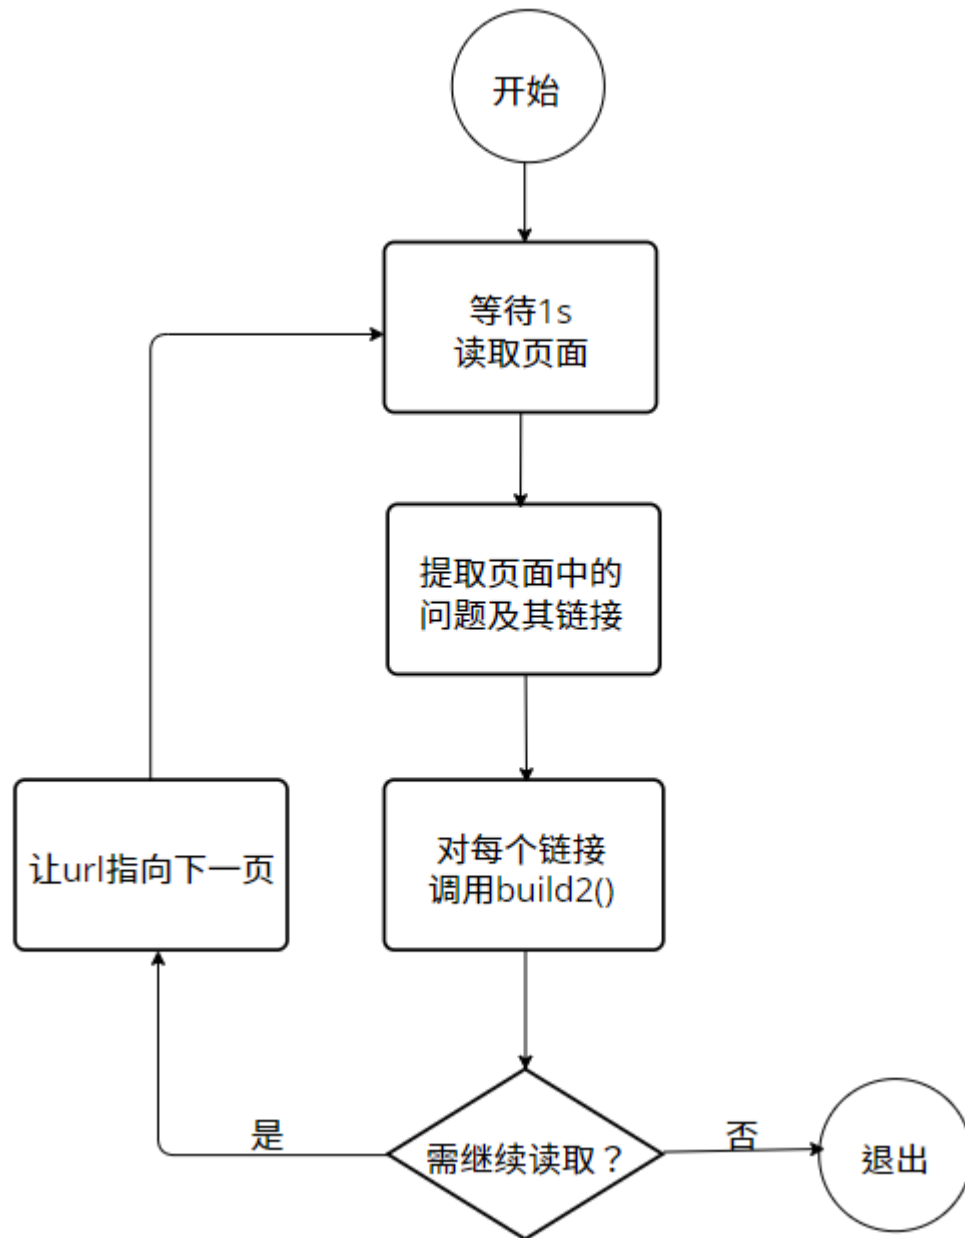 开始
等待1s
读取页面
提取页面中的
问题及其链接
对每个链接
调用build2()
让url指向下一页
需继续读取？
是
否
退出